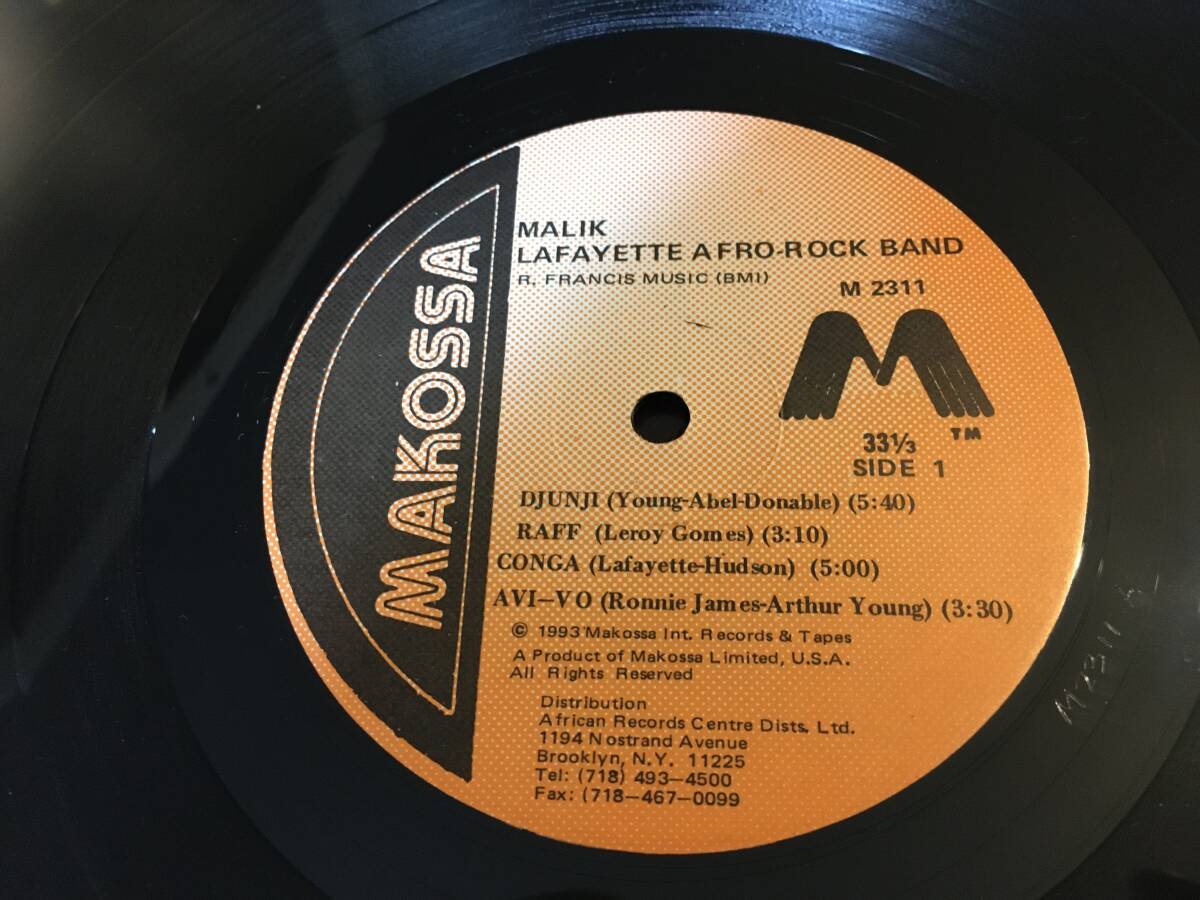 MAKOSSA
MALIK
LAFAYETTE AFRO-ROCK BAND
R. FRANCIS MUSIC (BMI)
M 2311
M
TM
33⅓
SIDE 1
DJUNJI (Young-Abel-Donable) (5:40)
RAFF (Leroy Gomes) (3:10)
CONGA (Lafayette-Hudson) (5:00)
AVI–VO (Ronnie James-Arthur Young) (3:30)
© 1993 Makossa Int. Records & Tapes
A Product of Makossa Limited, U.S.A.
All Rights Reserved
Distribution
African Records Centre Dists. Ltd.
1194 Nostrand Avenue
Brooklyn, N.Y. 11225
Tel: (718) 493–4500
Fax: (718–467–0099
M2311